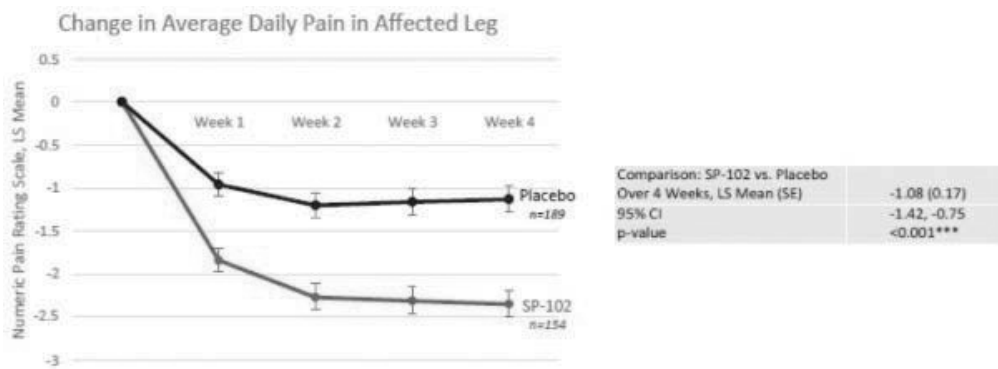 Change in Average Daily Pain in Affected Leg
Numeric Pain Rating Scale, LS Mean
0.5
0
-0.5
-1
-1.5
-2
-2.5
-3
Week 1 Week 2 Week 3 Week 4
Placebo
n=189
SP-102
n=154
Comparison: SP-102 vs. Placebo
Over 4 Weeks, LS Mean (SE) -1.08 (0.17)
95% CI -1.42, -0.75
p-value <0.001***